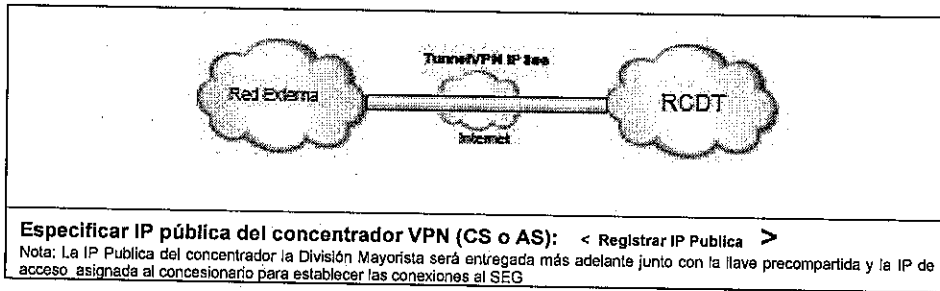 Tunnel VPN IP Sec
Red Externa
RCDT
Internet
Especificar IP pública del concentrador VPN (CS o AS): < Registrar IP Publica >
Nota: La IP Publica del concentrador la División Mayorista será entregada más adelante junto con la llave precompartida y la IP de
acceso asignada al concesionario para establecer las conexiones al SEG